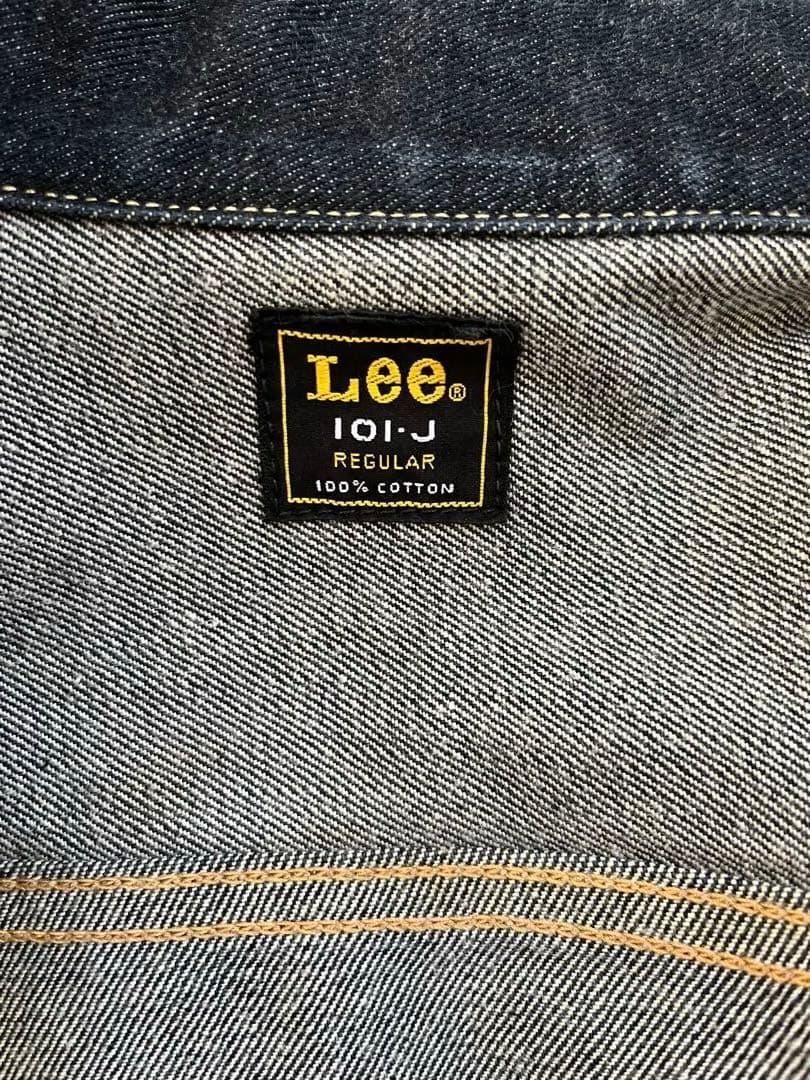 Lee®
101-J
REGULAR
100% COTTON